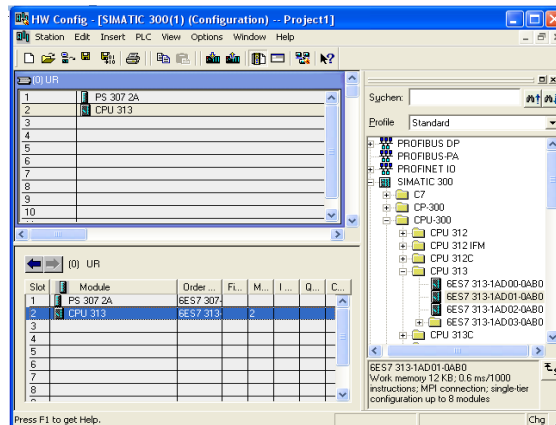 HW Config - [SIMATIC 300(1) (Configuration) -- Project1]
Station Edit Insert PLC View Options Window Help
(0) UR
1 PS 307 2A
2 CPU 313
3
4
5
6
7
8
9
10
(0) UR
Slot Module Order ... Fi... M... I ... Q... C...
1 PS 307 2A 6ES7 307-
2 CPU 313 6ES7 313- 2
3
4
5
6
7
8
Suchen:
Profile Standard
PROFIBUS DP
PROFIBUS-PA
PROFINET IO
SIMATIC 300
C7
CP-300
CPU-300
CPU 312
CPU 312 IFM
CPU 312C
CPU 313
6ES7 313-1AD00-0AB0
6ES7 313-1AD01-0AB0
6ES7 313-1AD02-0AB0
6ES7 313-1AD03-0AB0
CPU 313C
6ES7 313-1AD01-0AB0
Work memory 12 KB; 0.6 ms/1000
instructions; MPI connection; single-tier
configuration up to 8 modules
Press F1 to get Help.
Chg